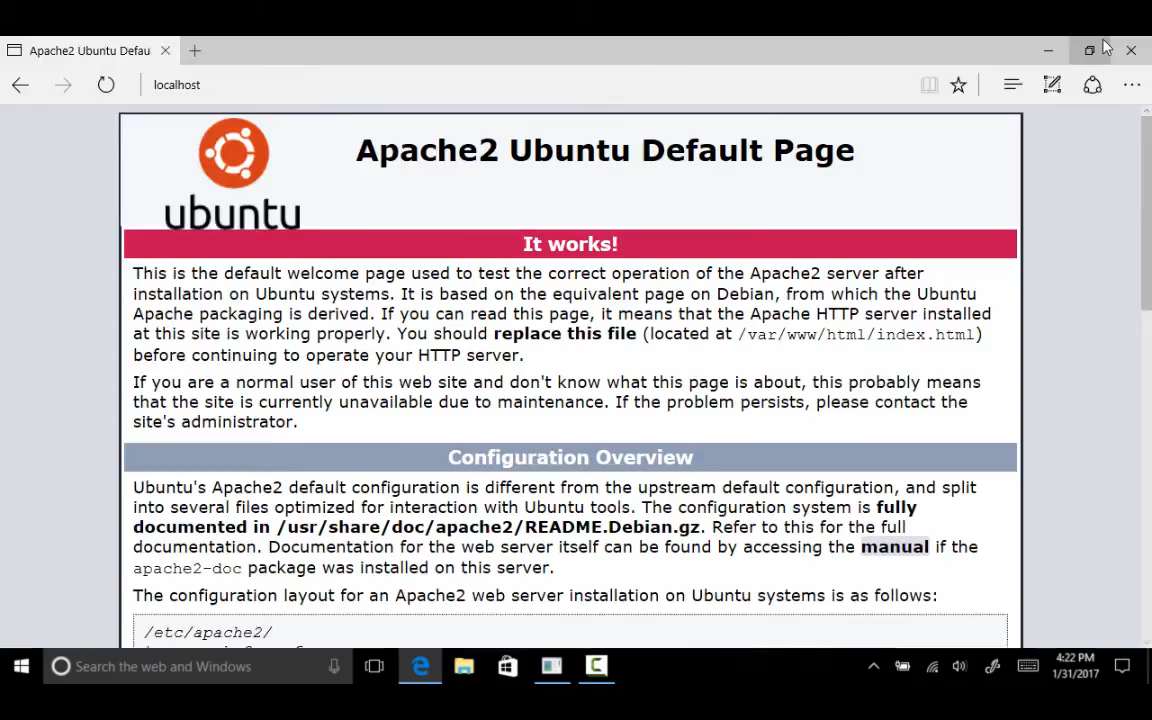 Apache2 Ubuntu Defau
localhost
Apache2 Ubuntu Default Page
ubuntu
It works!
This is the default welcome page used to test the correct operation of the Apache2 server after
installation on Ubuntu systems. It is based on the equivalent page on Debian, from which the Ubuntu
Apache packaging is derived. If you can read this page, it means that the Apache HTTP server installed
at this site is working properly. You should replace this file (located at /var/www/html/index.html)
before continuing to operate your HTTP server.
If you are a normal user of this web site and don't know what this page is about, this probably means
that the site is currently unavailable due to maintenance. If the problem persists, please contact the
site's administrator.
Configuration Overview
Ubuntu's Apache2 default configuration is different from the upstream default configuration, and split
into several files optimized for interaction with Ubuntu tools. The configuration system is fully
documented in /usr/share/doc/apache2/README.Debian.gz. Refer to this for the full
documentation. Documentation for the web server itself can be found by accessing the manual if the
apache2-doc package was installed on this server.
The configuration layout for an Apache2 web server installation on Ubuntu systems is as follows:
/etc/apache2/
Search the web and Windows
4:22 PM
1/31/2017